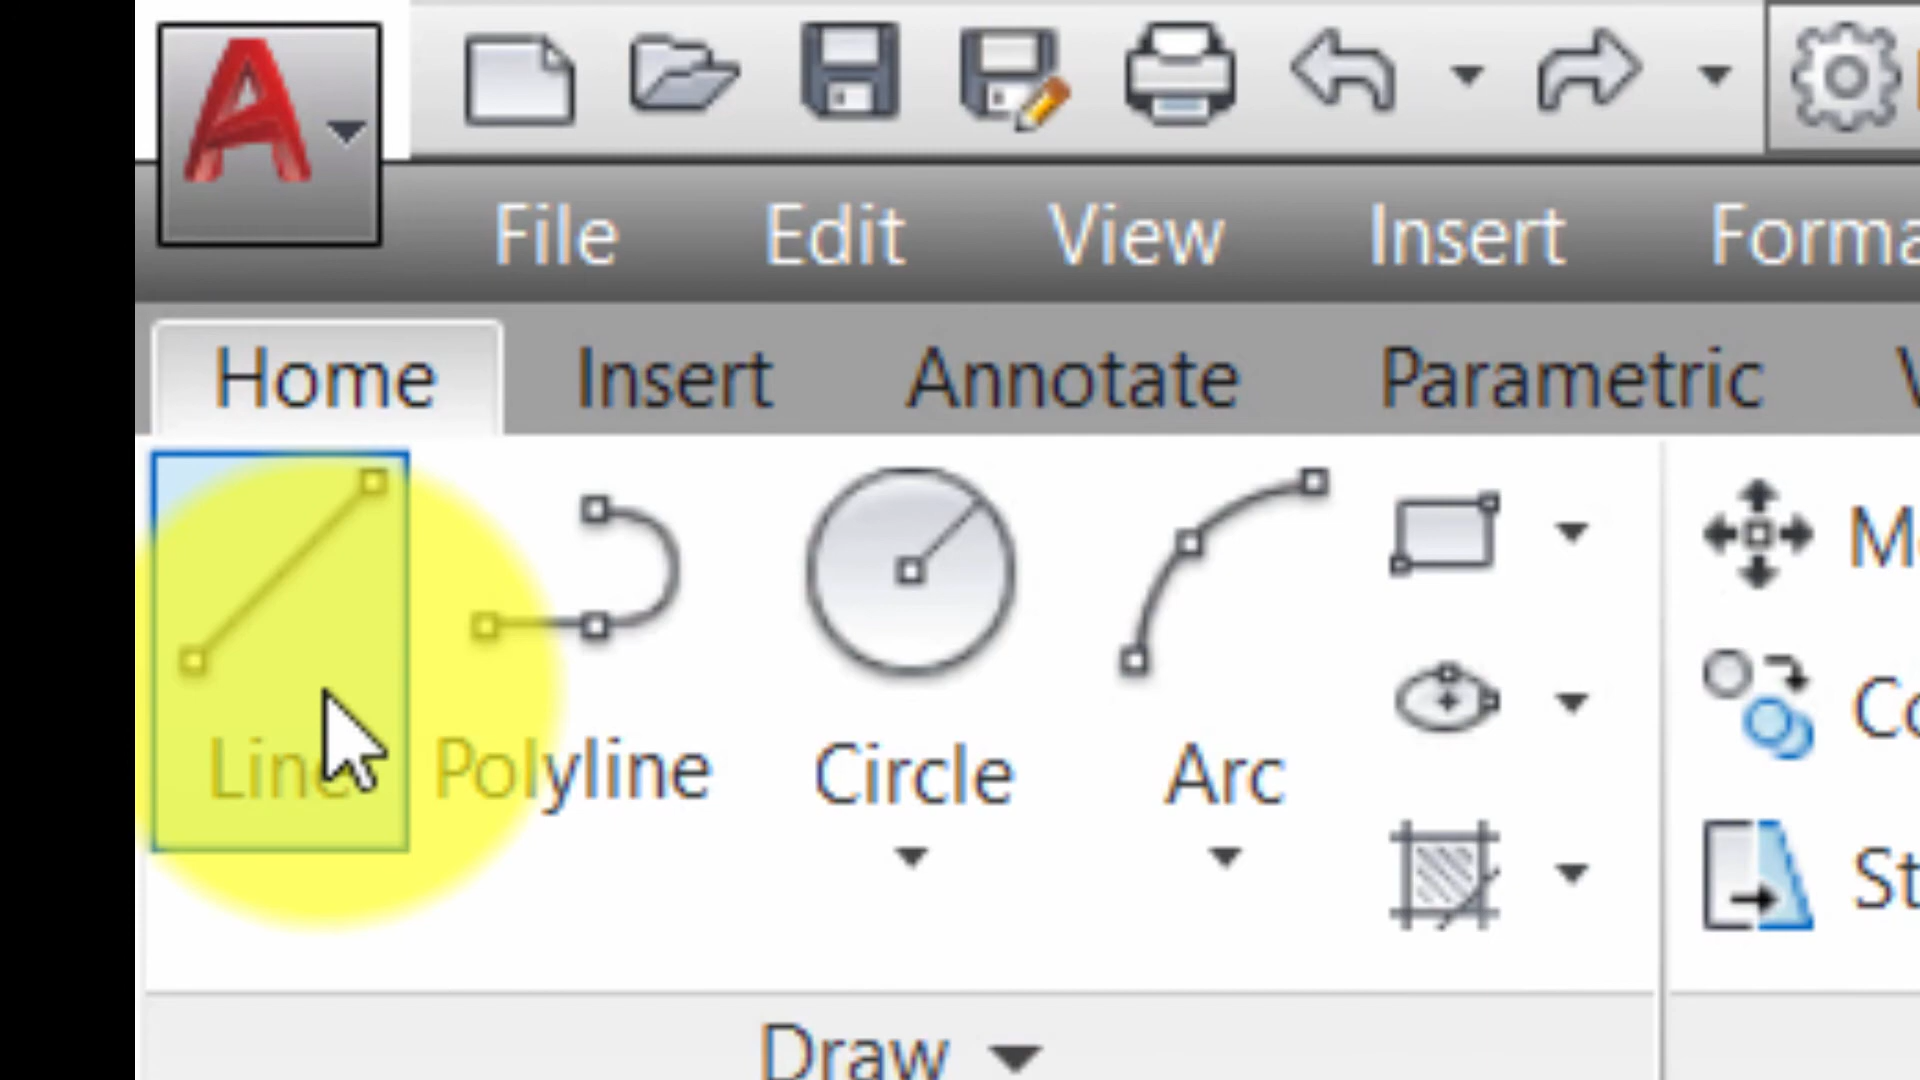 File Edit View Insert
Home Insert Annotate Parametric
Line Polyline Circle Arc
Draw